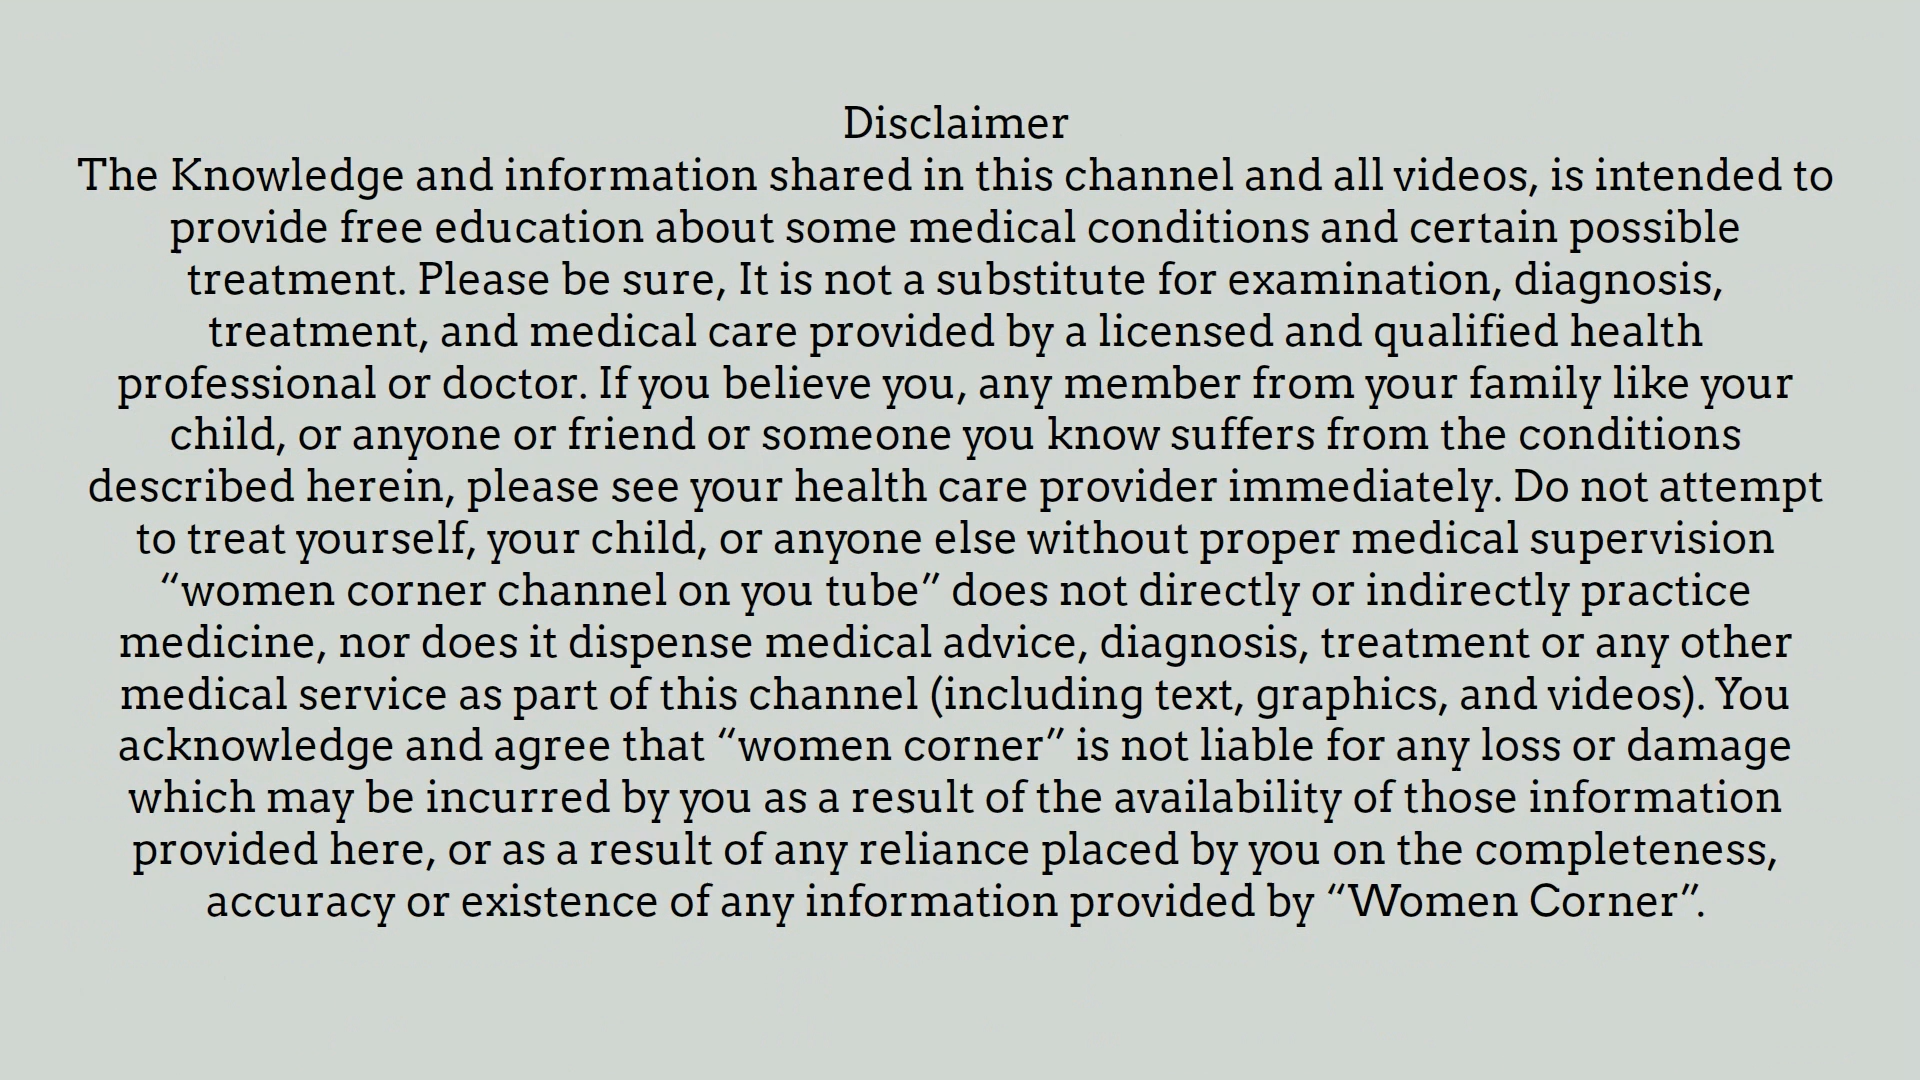 Disclaimer
The Knowledge and information shared in this channel and all videos, is intended to
provide free education about some medical conditions and certain possible
treatment. Please be sure, It is not a substitute for examination, diagnosis,
treatment, and medical care provided by a licensed and qualified health
professional or doctor. If you believe you, any member from your family like your
child, or anyone or friend or someone you know suffers from the conditions
described herein, please see your health care provider immediately. Do not attempt
to treat yourself, your child, or anyone else without proper medical supervision
“women corner channel on you tube” does not directly or indirectly practice
medicine, nor does it dispense medical advice, diagnosis, treatment or any other
medical service as part of this channel (including text, graphics, and videos). You
acknowledge and agree that “women corner” is not liable for any loss or damage
which may be incurred by you as a result of the availability of those information
provided here, or as a result of any reliance placed by you on the completeness,
accuracy or existence of any information provided by “Women Corner”.